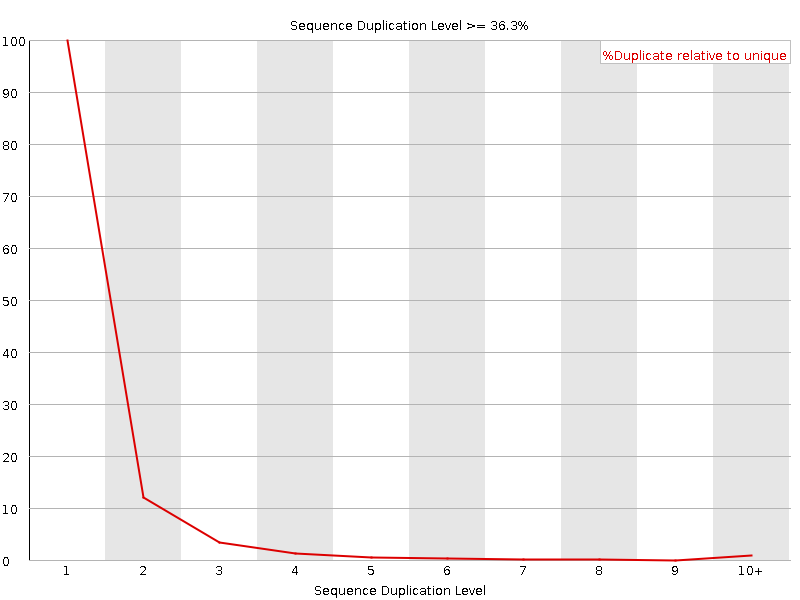 Sequence Duplication Level >= 36.3%
%Duplicate relative to unique
100
90
80
70
60
50
40
30
20
10
0
1 2 3 4 5 6 7 8 9 10+
Sequence Duplication Level